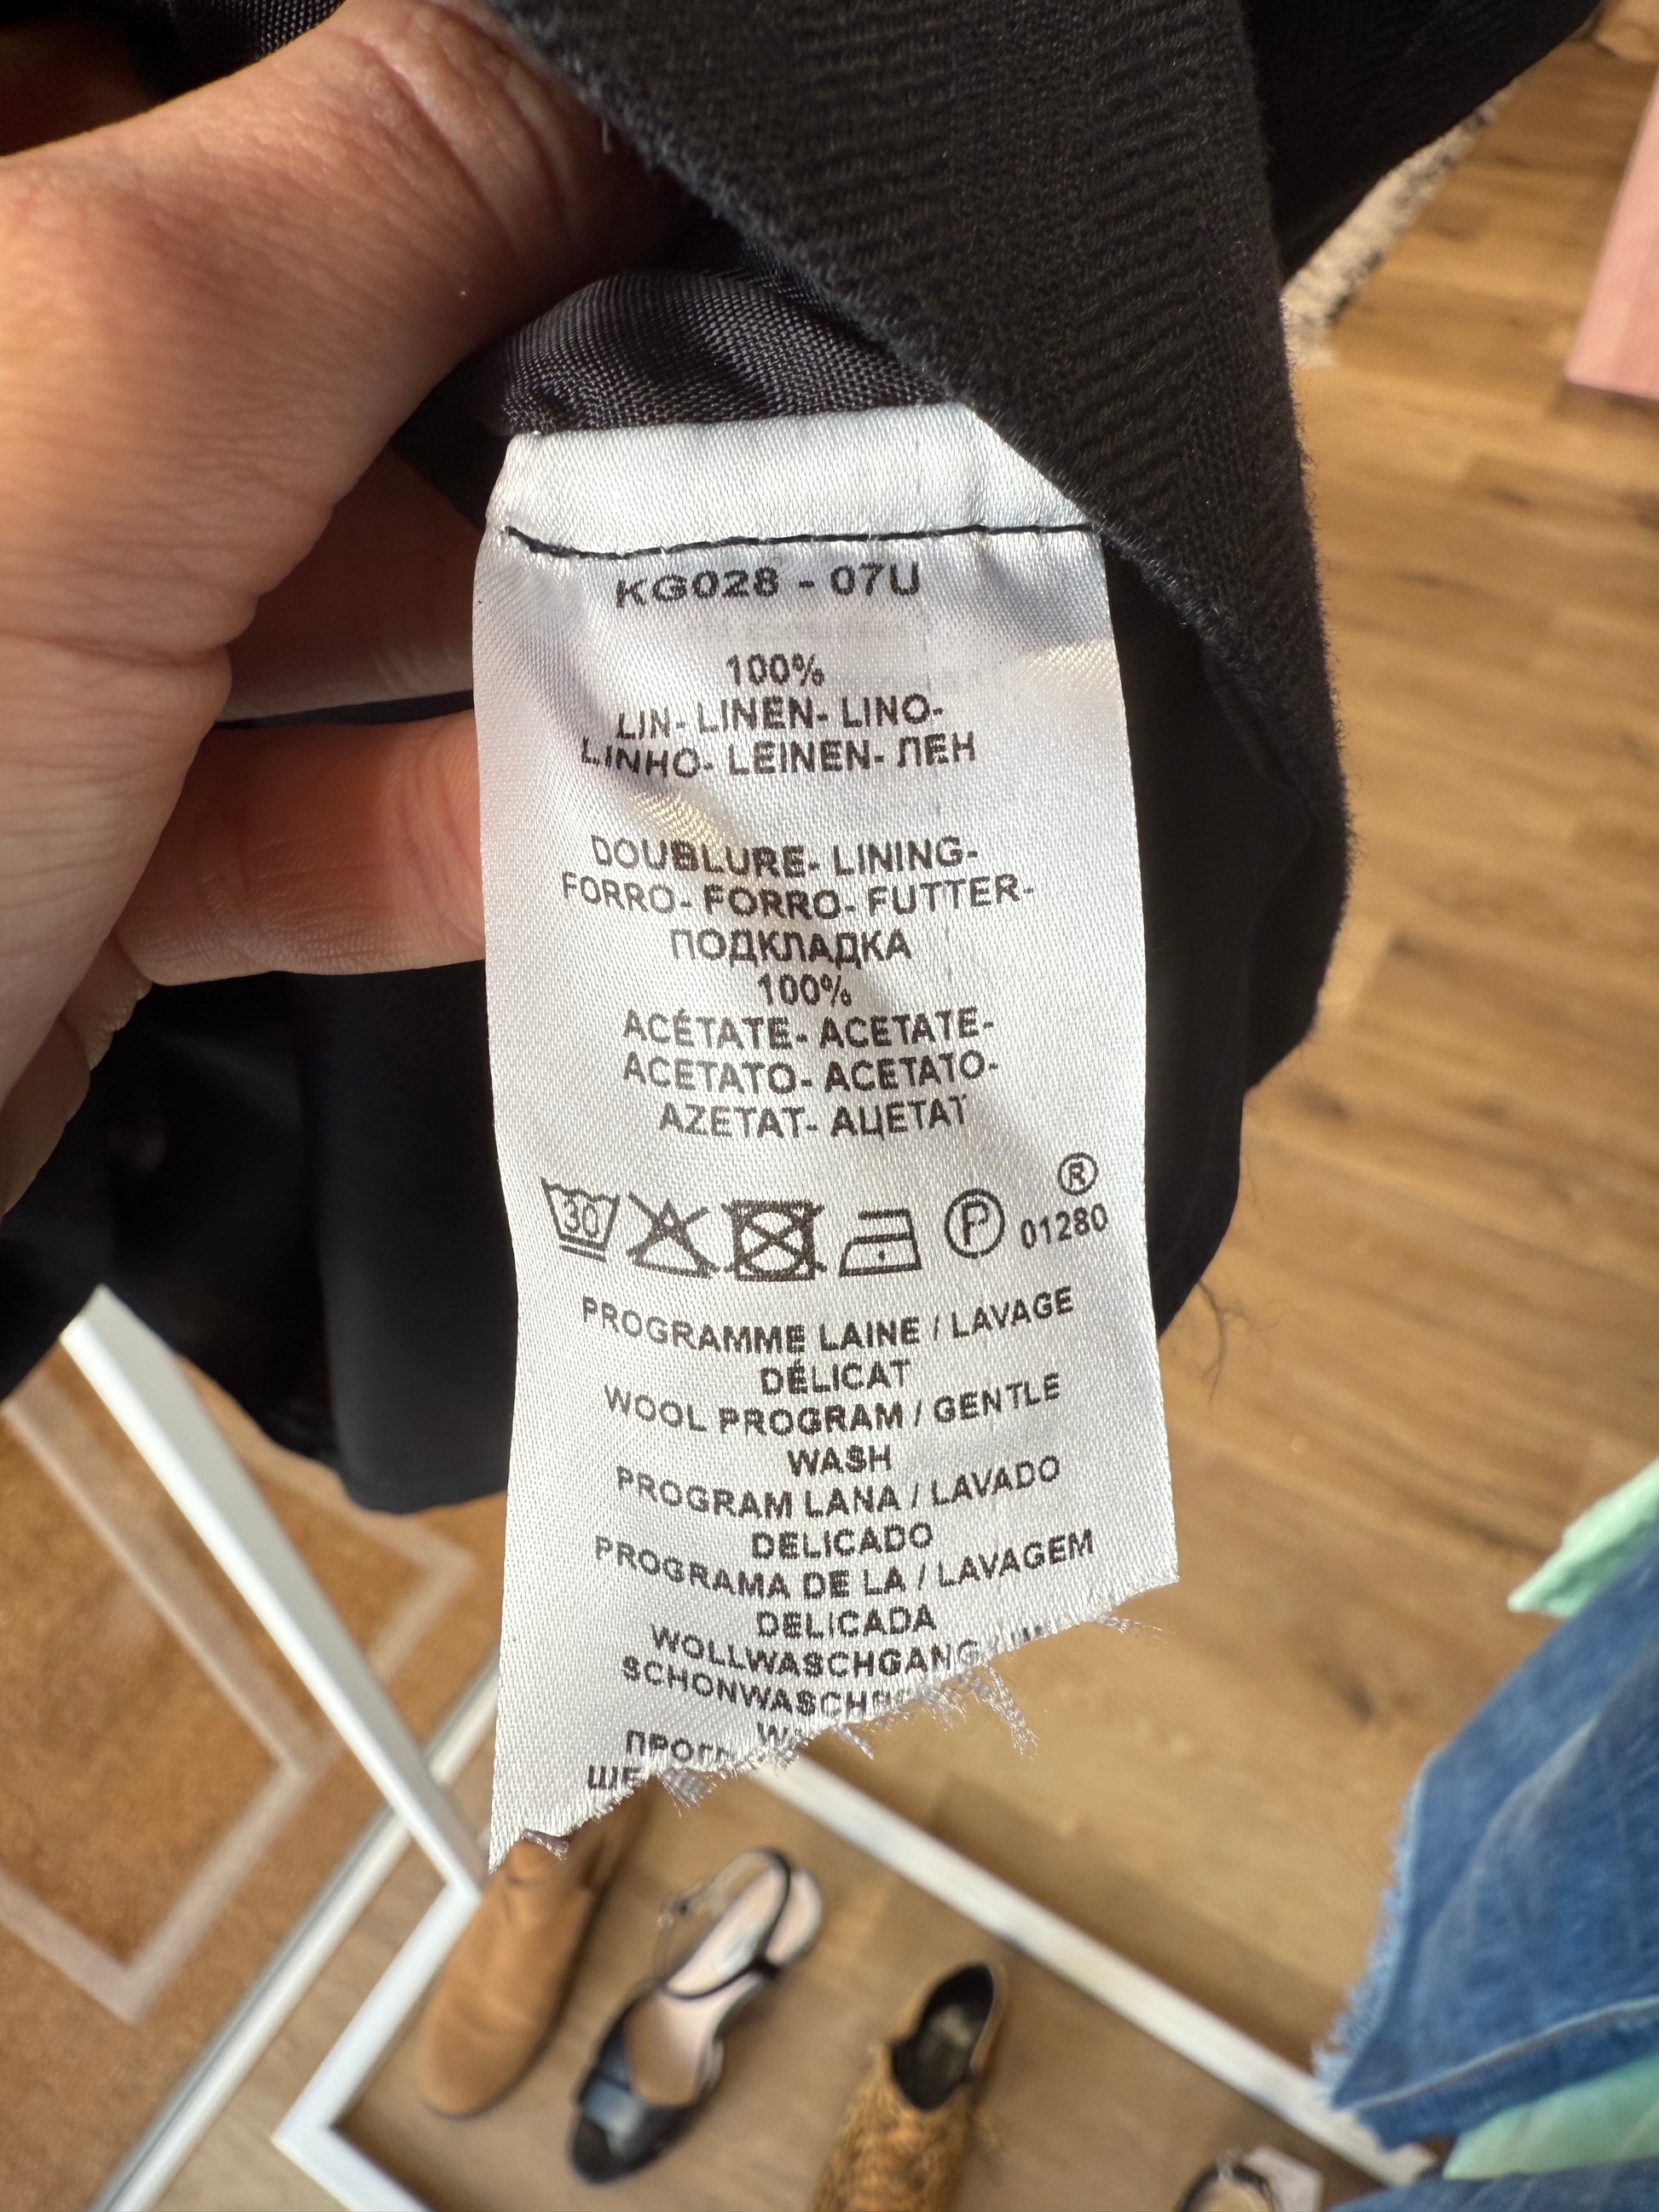 KG028 - 07U
100%
LIN- LINEN- LINO-
LINHO- LEINEN- ЛЕН
DOUBLURE- LINING-
FORRO- FORRO- FUTTER-
ПОДКЛАДКА
100%
ACÉTATE- ACETATE-
ACETATO- ACETATO-
AZETAT- АЦЕТАТ
®
30 P 01280
PROGRAMME LAINE / LAVAGE
DÉLICAT
WOOL PROGRAM / GENTLE
WASH
PROGRAM LANA / LAVADO
DELICADO
PROGRAMA DE LA / LAVAGEM
DELICADA
WOLLWASCHGANG